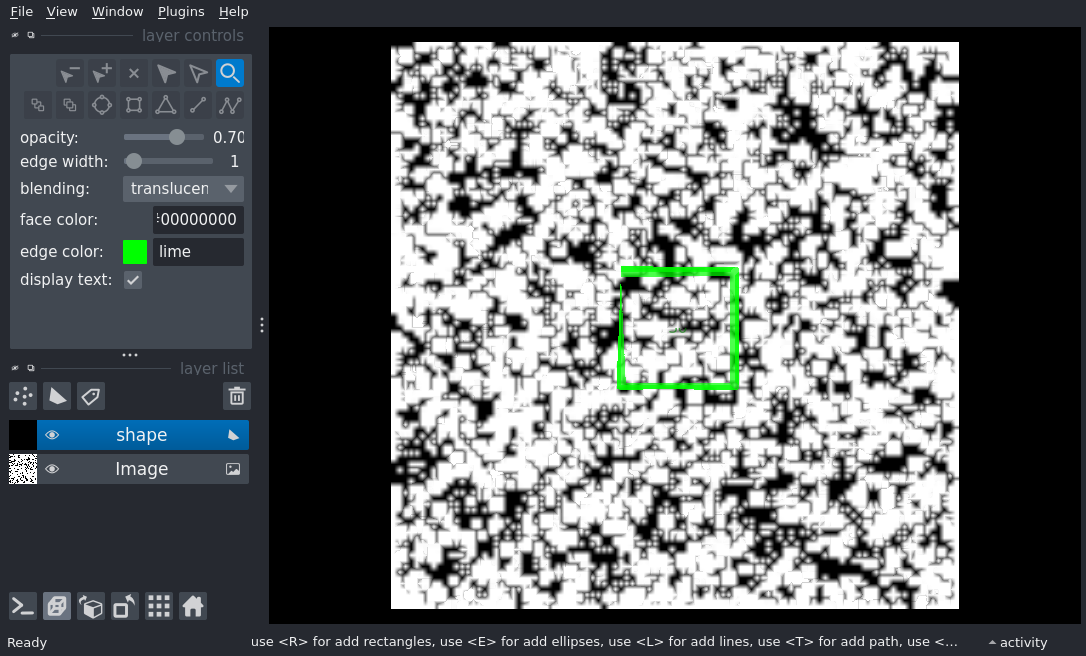 File View Window Plugins Help
layer controls
opacity: 0.70
edge width: 1
blending: translucen
face color: 00000000
edge color: lime
display text:
layer list
shape
Image
Ready use <R> for add rectangles, use <E> for add ellipses, use <L> for add lines, use <T> for add path, use <... activity